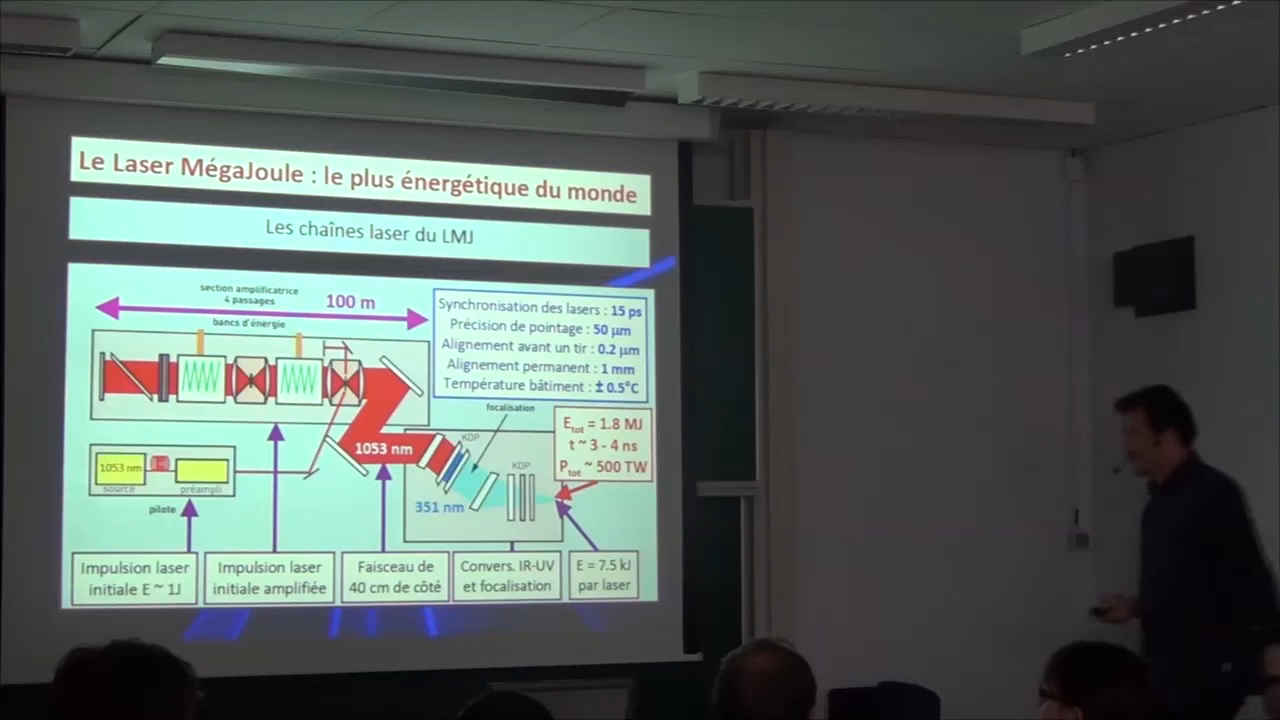 Le Laser MégaJoule : le plus énergétique du monde
Les chaînes laser du LMJ
section amplificatrice
4 passages
100 m
bancs d'énergie
Synchronisation des lasers : 15 ps
Précision de pointage : 50 µm
Alignement avant un tir : 0.2 µm
Alignement permanent : 1 mm
Température bâtiment : ± 0.5°C
focalisation
Etot = 1.8 MJ
t ~ 3 - 4 ns
Ptot ~ 500 TW
1053 nm
KDP
KDP
1053 nm
source
préampli
351 nm
pilote
Impulsion laser
initiale E ~ 1J
Impulsion laser
initiale amplifiée
Faisceau de
40 cm de côté
Convers. IR-UV
et focalisation
E = 7.5 kJ
par laser